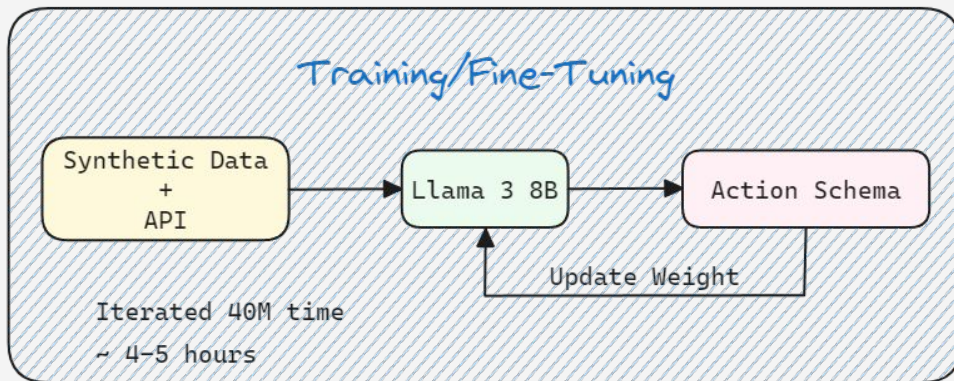 Training/Fine-Tuning
Synthetic Data
+
API
Llama 3 8B
Action Schema
Update Weight
Iterated 40M time
~ 4-5 hours